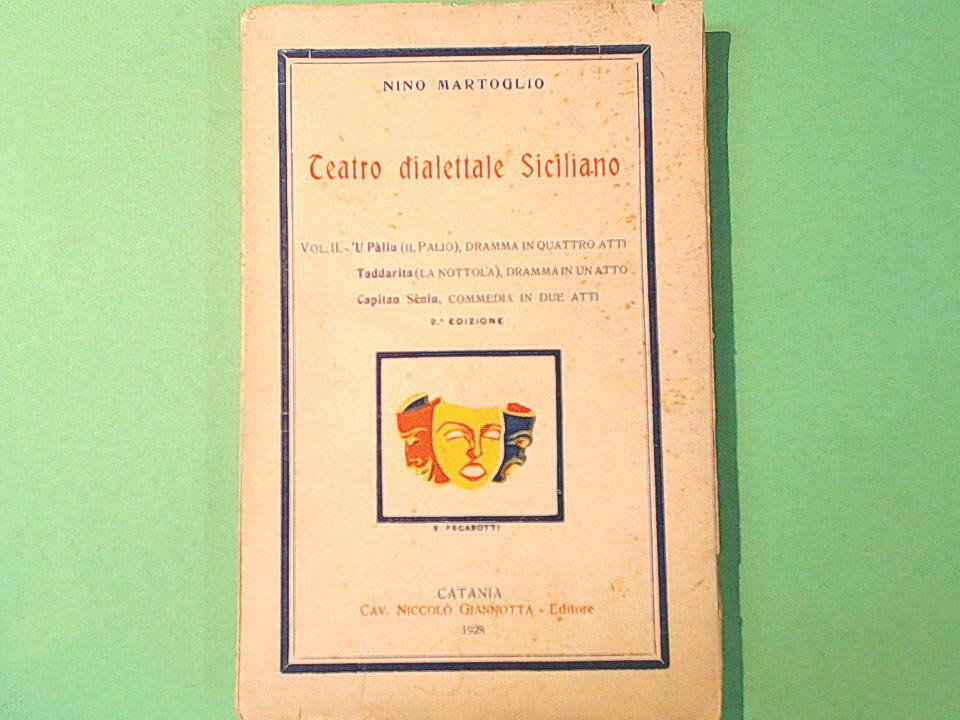 NINO MARTOGLIO
Teatro dialettale Siciliano
VOL. II. - 'U Pàliu (IL PALIO), DRAMMA IN QUATTRO ATTI
Taddarita (LA NOTTOLA), DRAMMA IN UN ATTO
Capitan Sèniu, COMMEDIA IN DUE ATTI
2.ª EDIZIONE
CATANIA
CAV. NICCOLÒ GIANNOTTA - Editore
1928